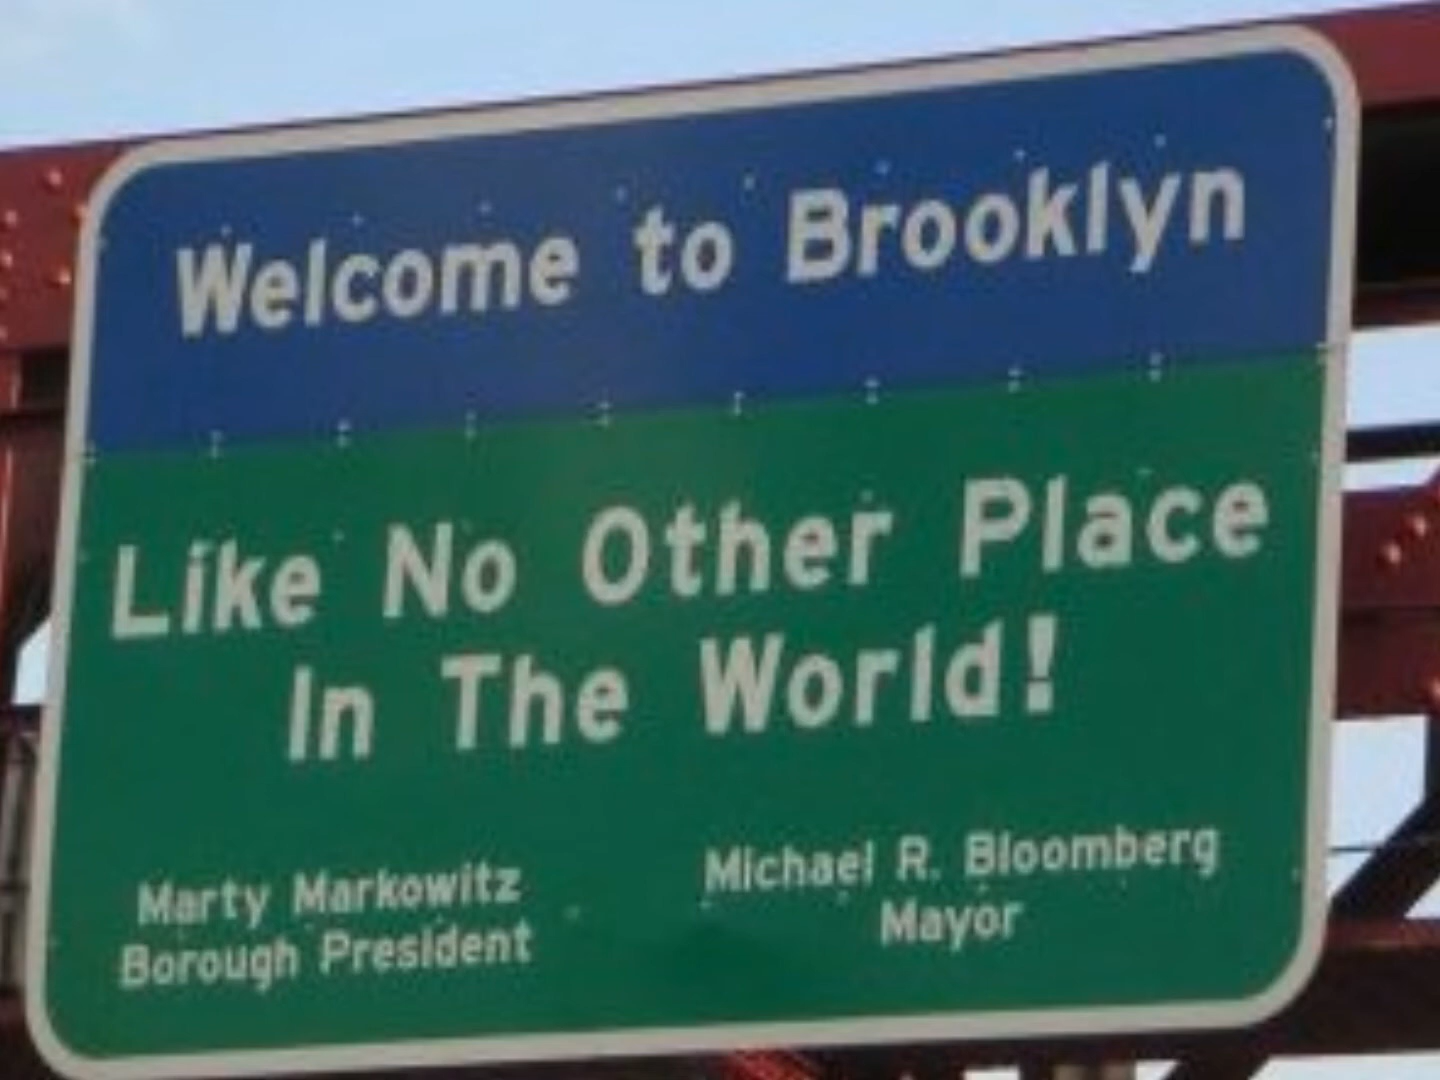 Welcome to Brooklyn
Like No Other Place
In The World!
Marty Markowitz
Borough President
Michael R. Bloomberg
Mayor